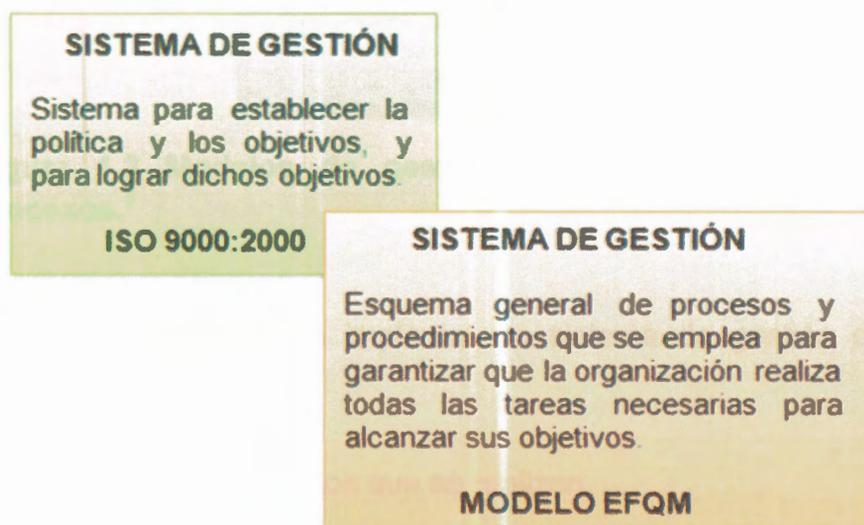 SISTEMA DE GESTIÓN
Sistema para establecer la
política y los objetivos, y
para lograr dichos objetivos.
ISO 9000:2000
SISTEMA DE GESTIÓN
Esquema general de procesos y
procedimientos que se emplea para
garantizar que la organización realiza
todas las tareas necesarias para
alcanzar sus objetivos.
MODELO EFQM